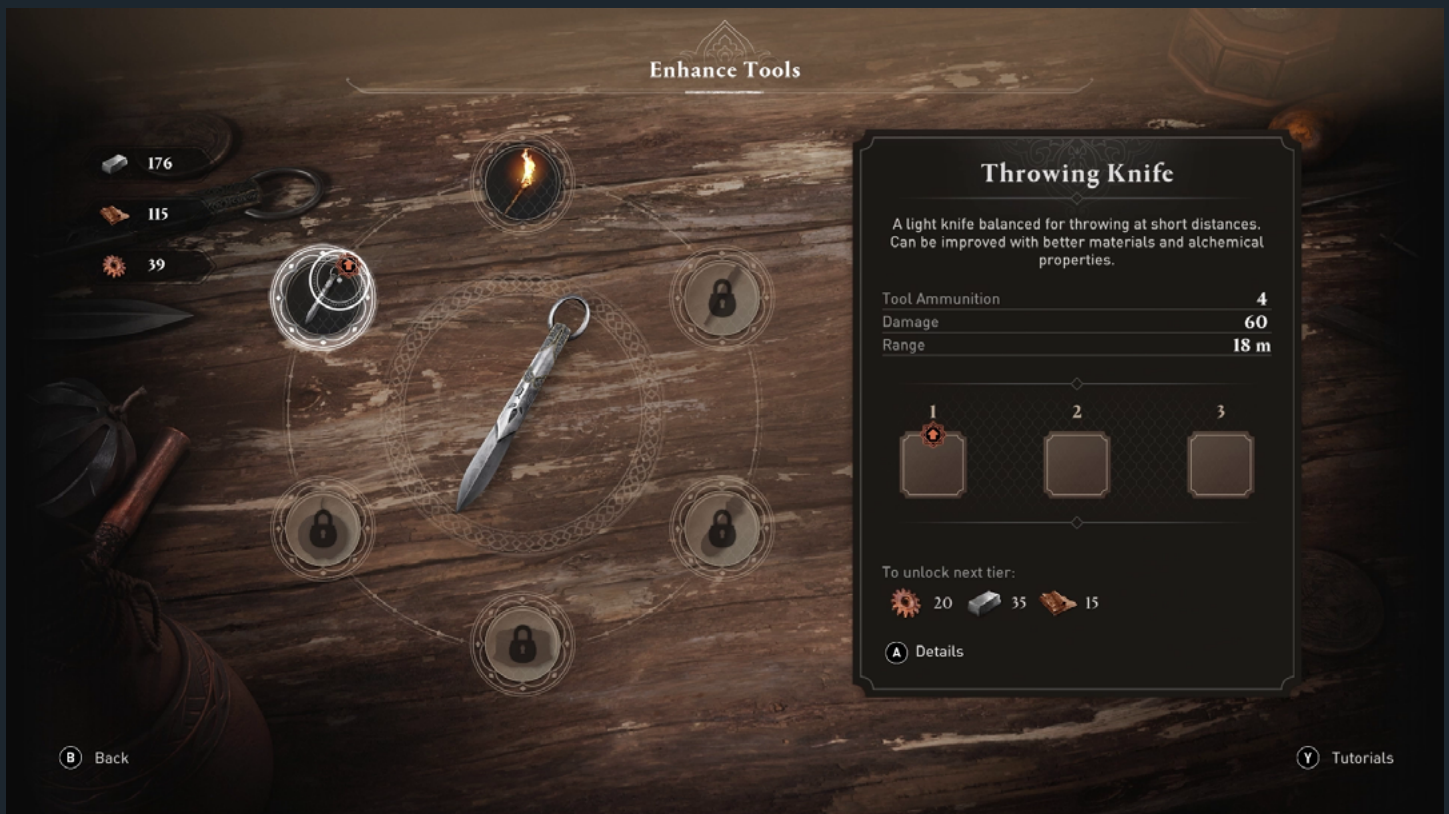 Enhance Tools
176
115
39
Throwing Knife
A light knife balanced for throwing at short distances.
Can be improved with better materials and alchemical
properties.
Tool Ammunition 4
Damage 60
Range 18 m
1 2 3
To unlock next tier:
20 35 15
A Details
B Back
Y Tutorials